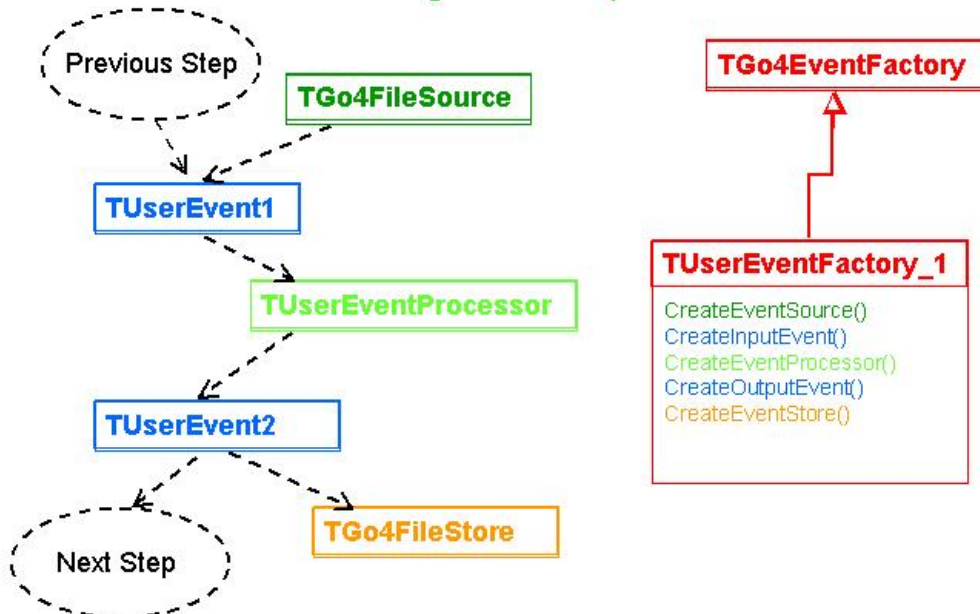 Previous Step
TGo4FileSource
TUserEvent1
TUserEventProcessor
TUserEvent2
TGo4FileStore
Next Step
TGo4EventFactory
TUserEventFactory_1
CreateEventSource()
CreateInputEvent()
CreateEventProcessor()
CreateOutputEvent()
CreateEventStore()